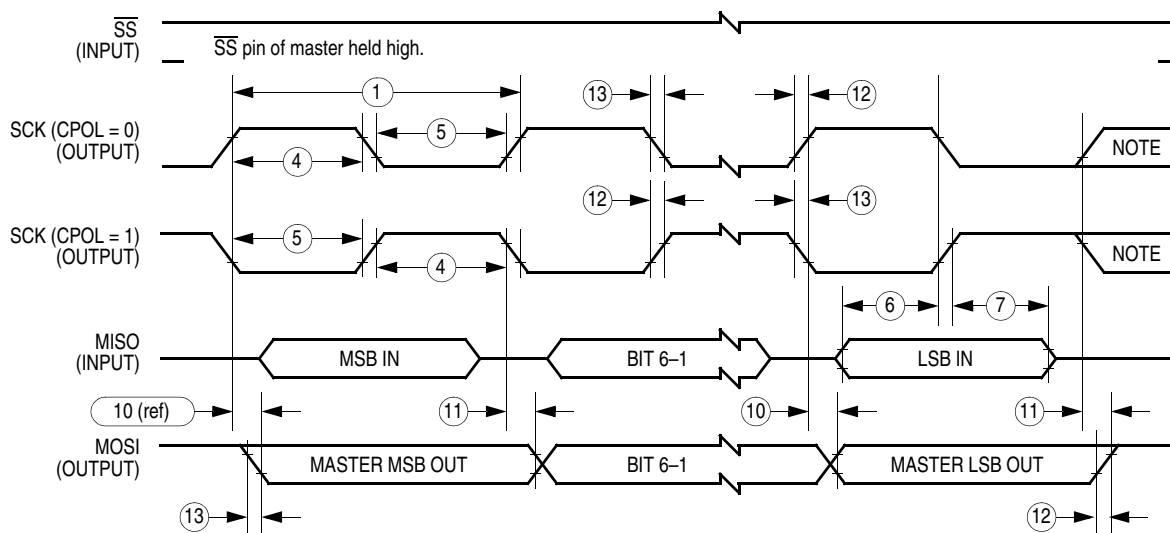 SS
(INPUT)
SS pin of master held high.
1
13
12
SCK (CPOL = 0)
(OUTPUT)
5
4
NOTE
12
13
SCK (CPOL = 1)
(OUTPUT)
5
4
NOTE
6
7
MISO
(INPUT)
MSB IN
BIT 6–1
LSB IN
10 (ref)
11
10
11
MOSI
(OUTPUT)
MASTER MSB OUT
BIT 6–1
MASTER LSB OUT
13
12